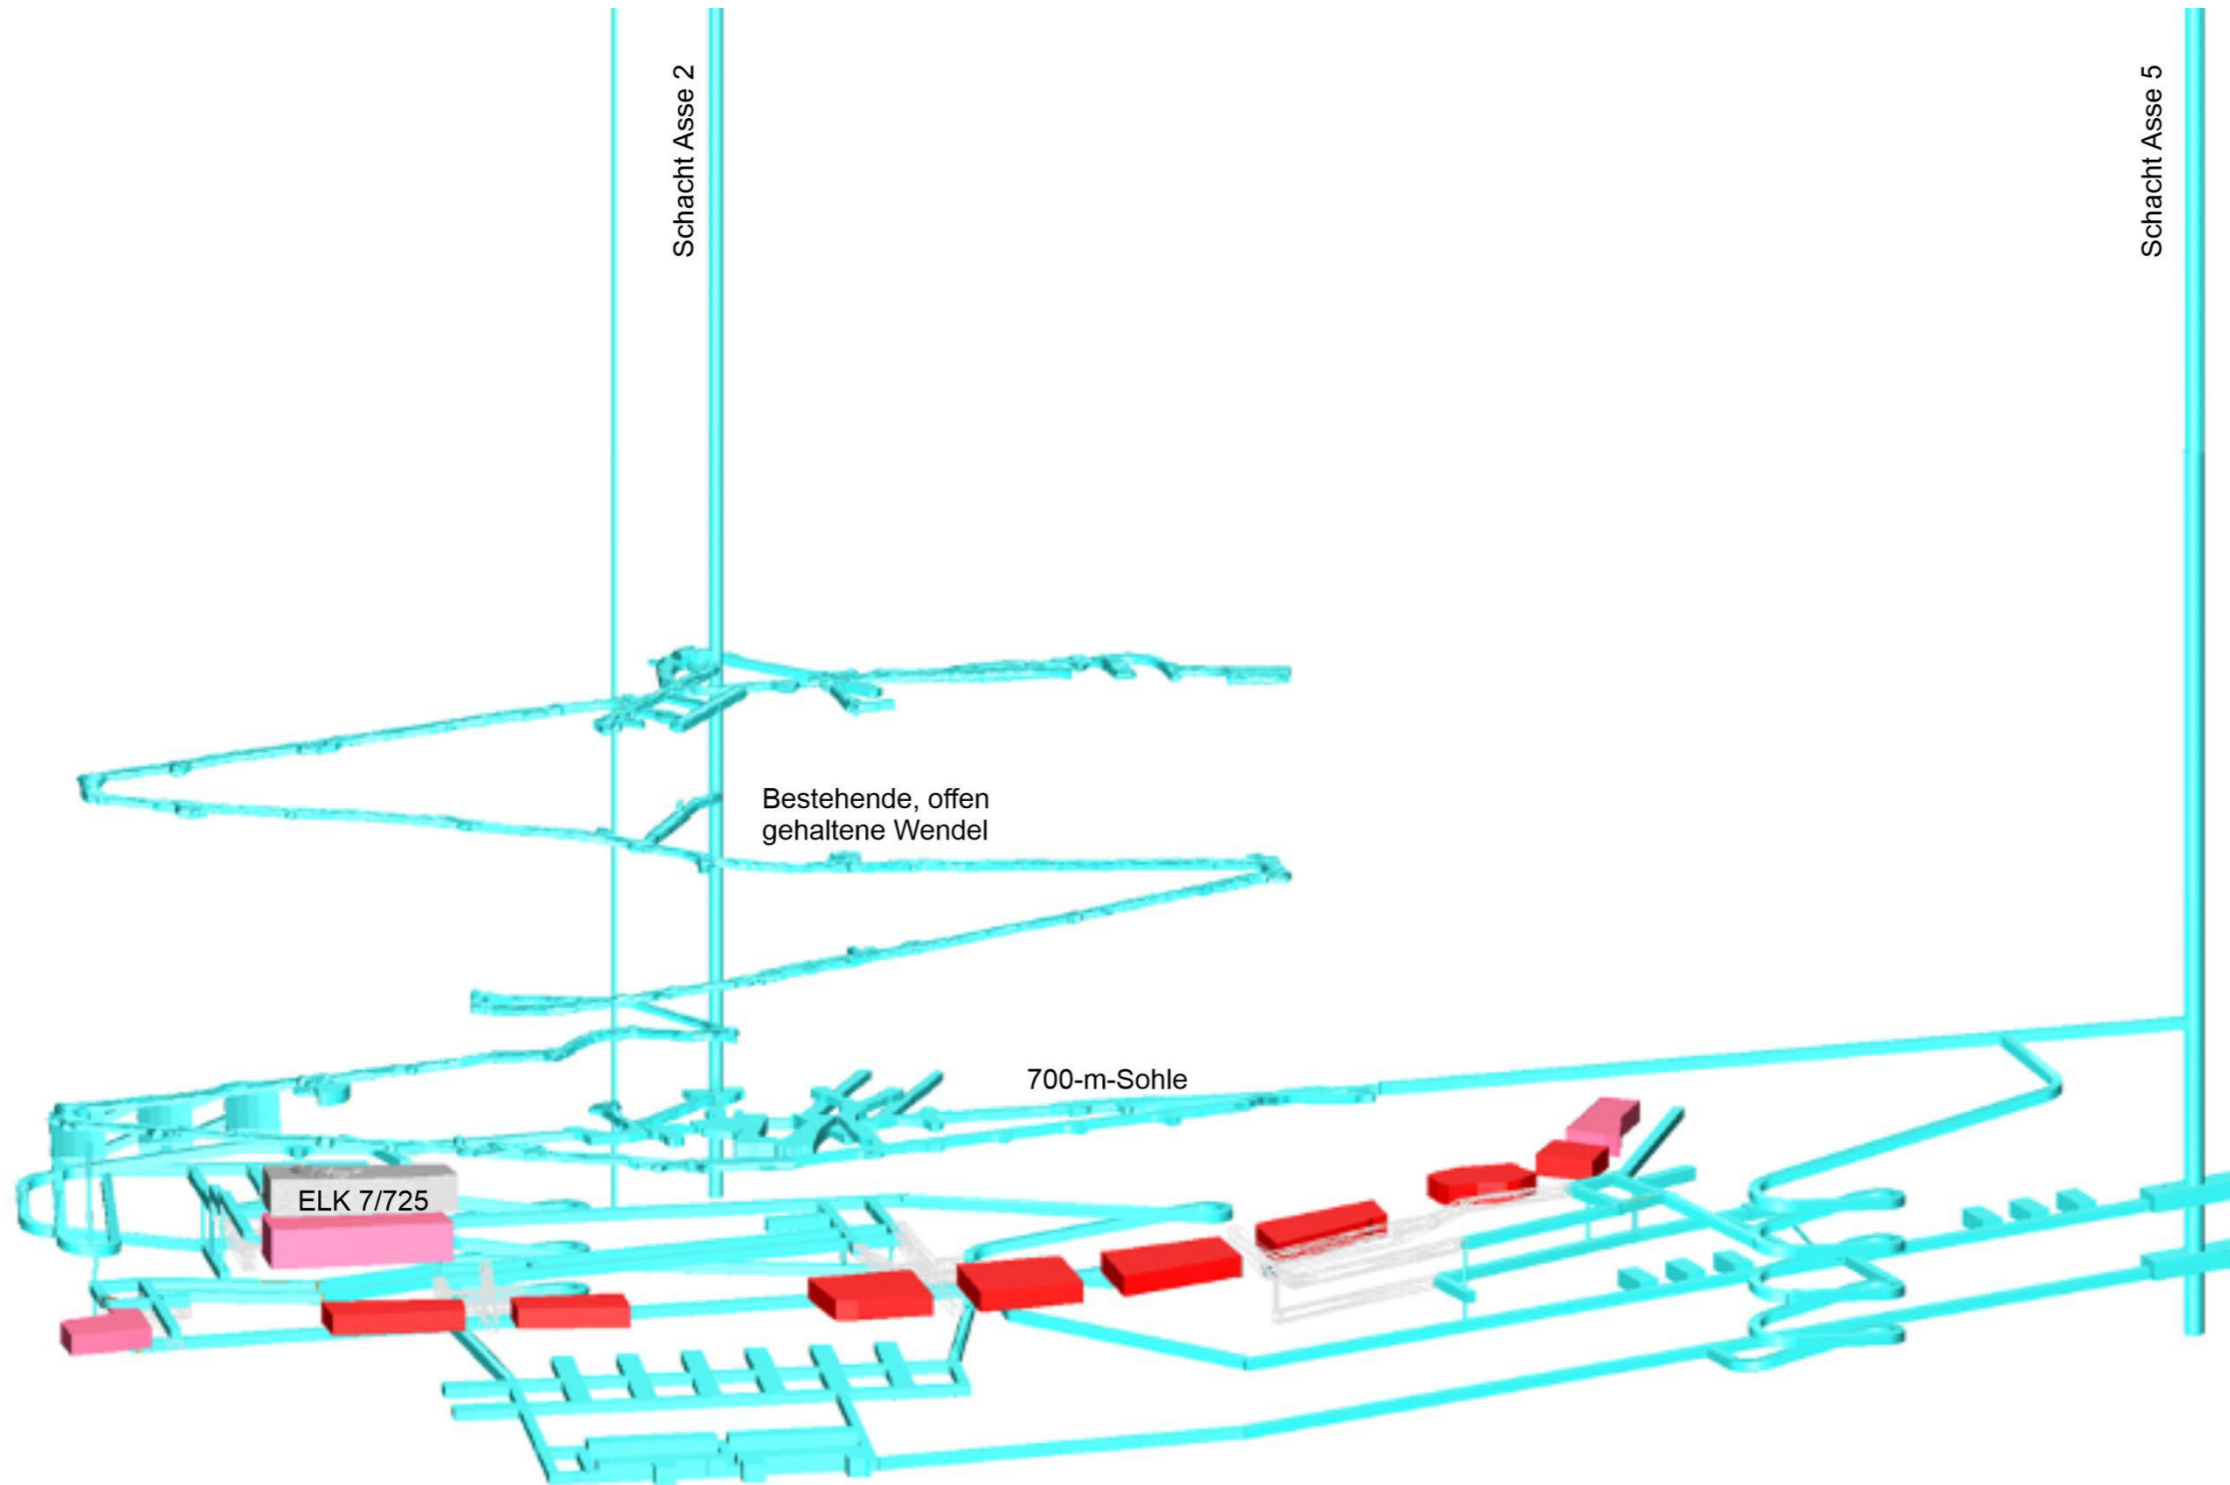 Schacht Asse 2
Schacht Asse 5
Bestehende, offen
gehaltene Wendel
700-m-Sohle
ELK 7/725